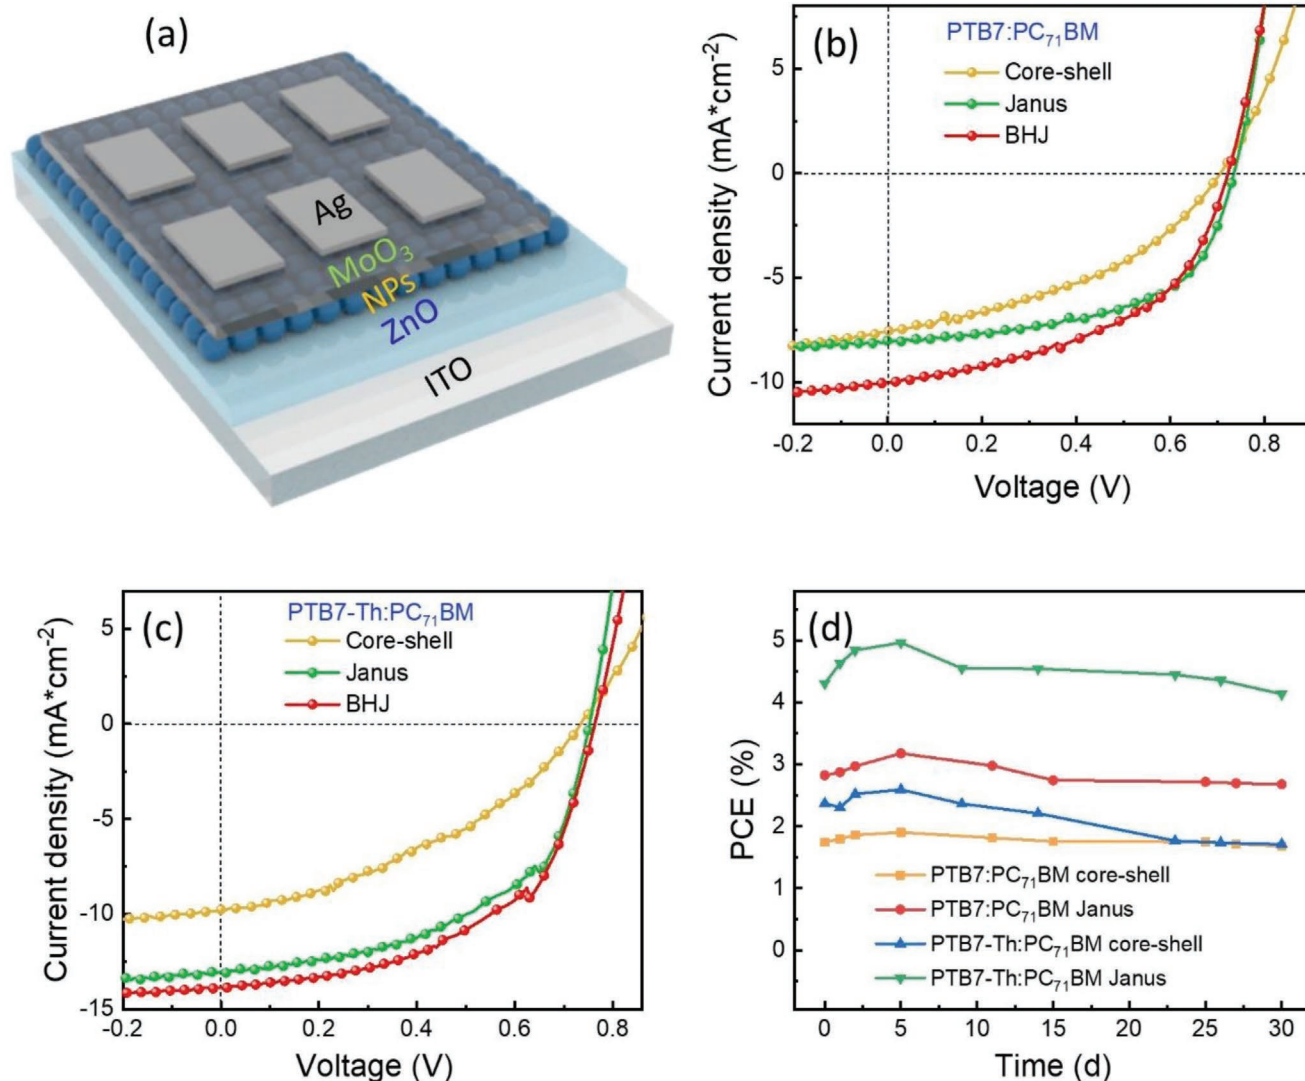 (a)
Ag
MoO₃
NPs
ZnO
ITO
(b)
PTB7:PC₇₁BM
Core-shell
Janus
BHJ
Current density (mA*cm⁻²)
5
0
-5
-10
-0.2 0.0 0.2 0.4 0.6 0.8
Voltage (V)
(c)
PTB7-Th:PC₇₁BM
Core-shell
Janus
BHJ
Current density (mA*cm⁻²)
5
0
-5
-10
-15
-0.2 0.0 0.2 0.4 0.6 0.8
Voltage (V)
(d)
PCE (%)
5
4
3
2
1
0
PTB7:PC₇₁BM core-shell
PTB7:PC₇₁BM Janus
PTB7-Th:PC₇₁BM core-shell
PTB7-Th:PC₇₁BM Janus
0 5 10 15 20 25 30
Time (d)